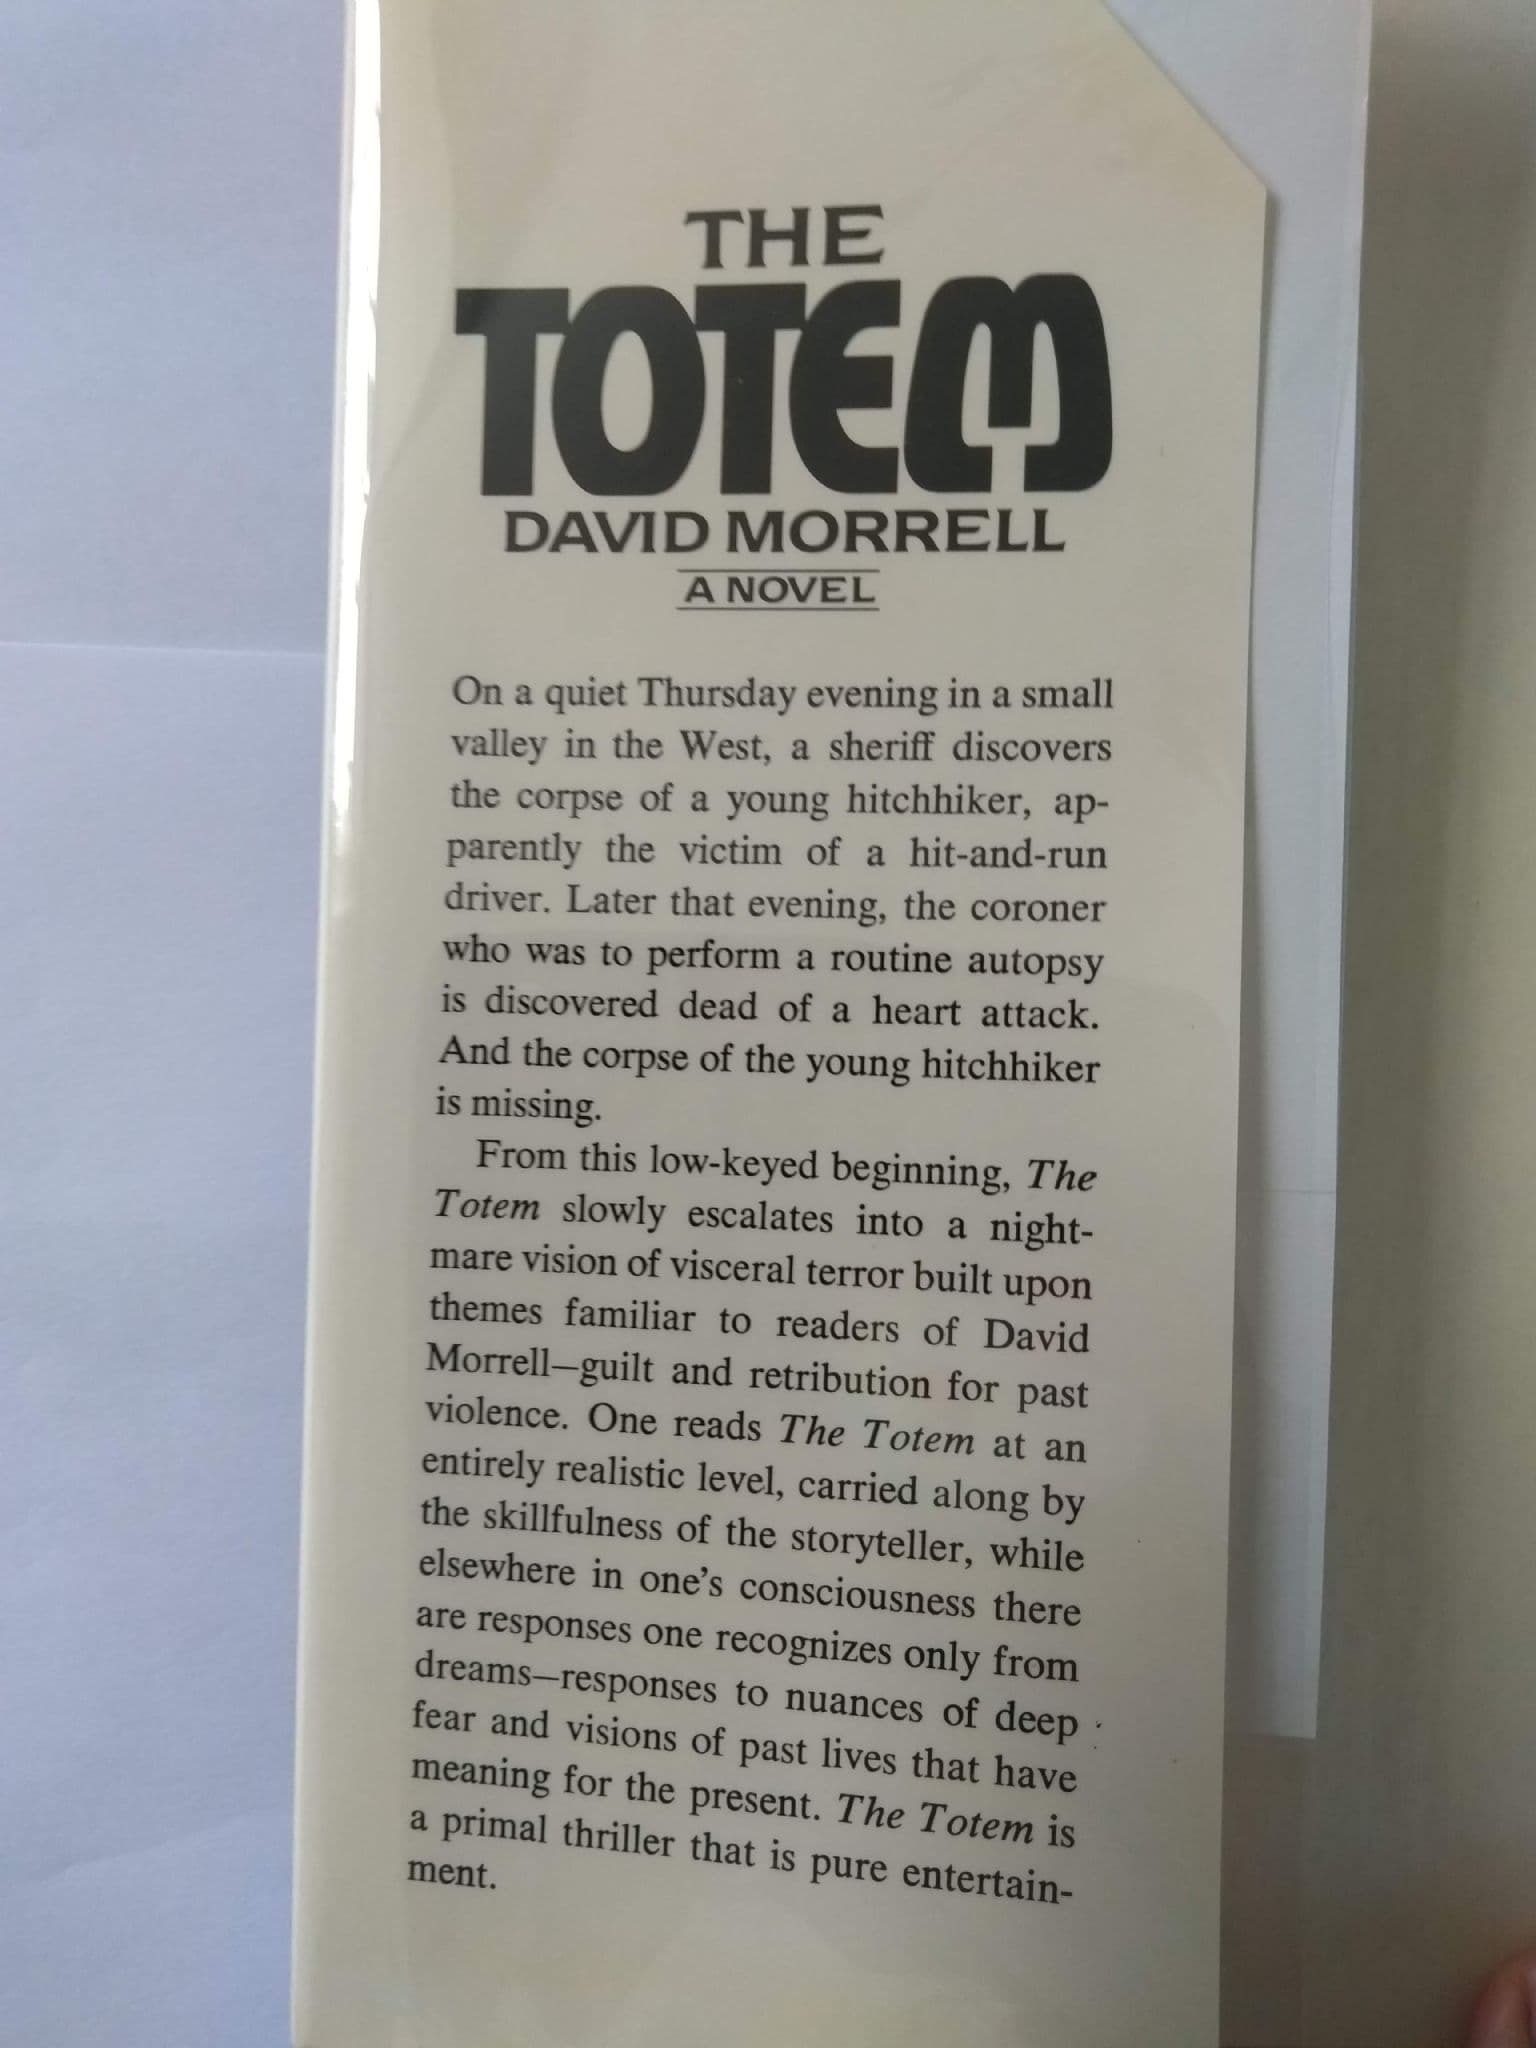 THE
TOTEM
DAVID MORRELL
A NOVEL
On a quiet Thursday evening in a small
valley in the West, a sheriff discovers
the corpse of a young hitchhiker, ap-
parently the victim of a hit-and-run
driver. Later that evening, the coroner
who was to perform a routine autopsy
is discovered dead of a heart attack.
And the corpse of the young hitchhiker
is missing.
From this low-keyed beginning, The
Totem slowly escalates into a night-
mare vision of visceral terror built upon
themes familiar to readers of David
Morrell—guilt and retribution for past
violence. One reads The Totem at an
entirely realistic level, carried along by
the skillfulness of the storyteller, while
elsewhere in one's consciousness there
are responses one recognizes only from
dreams—responses to nuances of deep
fear and visions of past lives that have
meaning for the present. The Totem is
a primal thriller that is pure entertain-
ment.